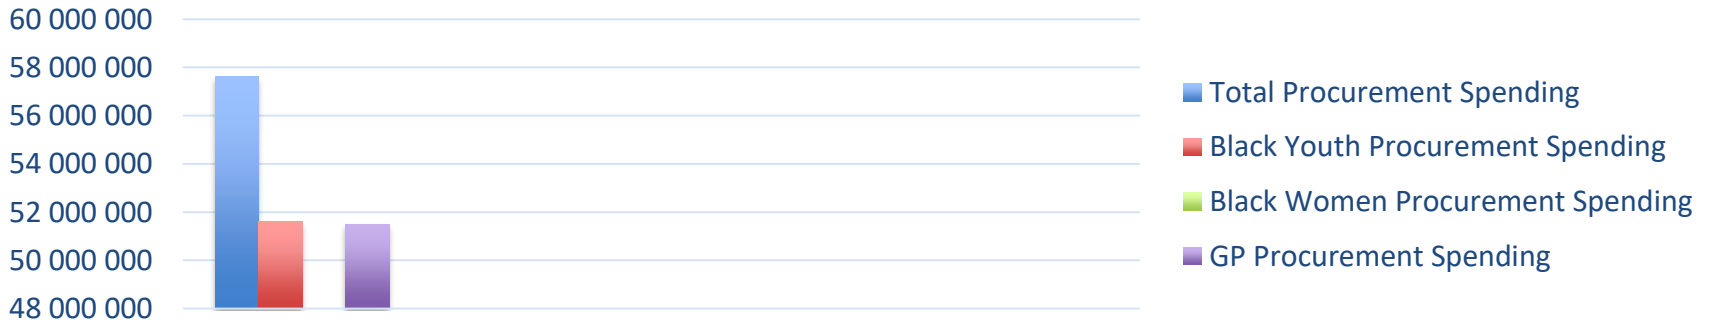 60 000 000
58 000 000
56 000 000
54 000 000
52 000 000
50 000 000
48 000 000
Total Procurement Spending
Black Youth Procurement Spending
Black Women Procurement Spending
GP Procurement Spending